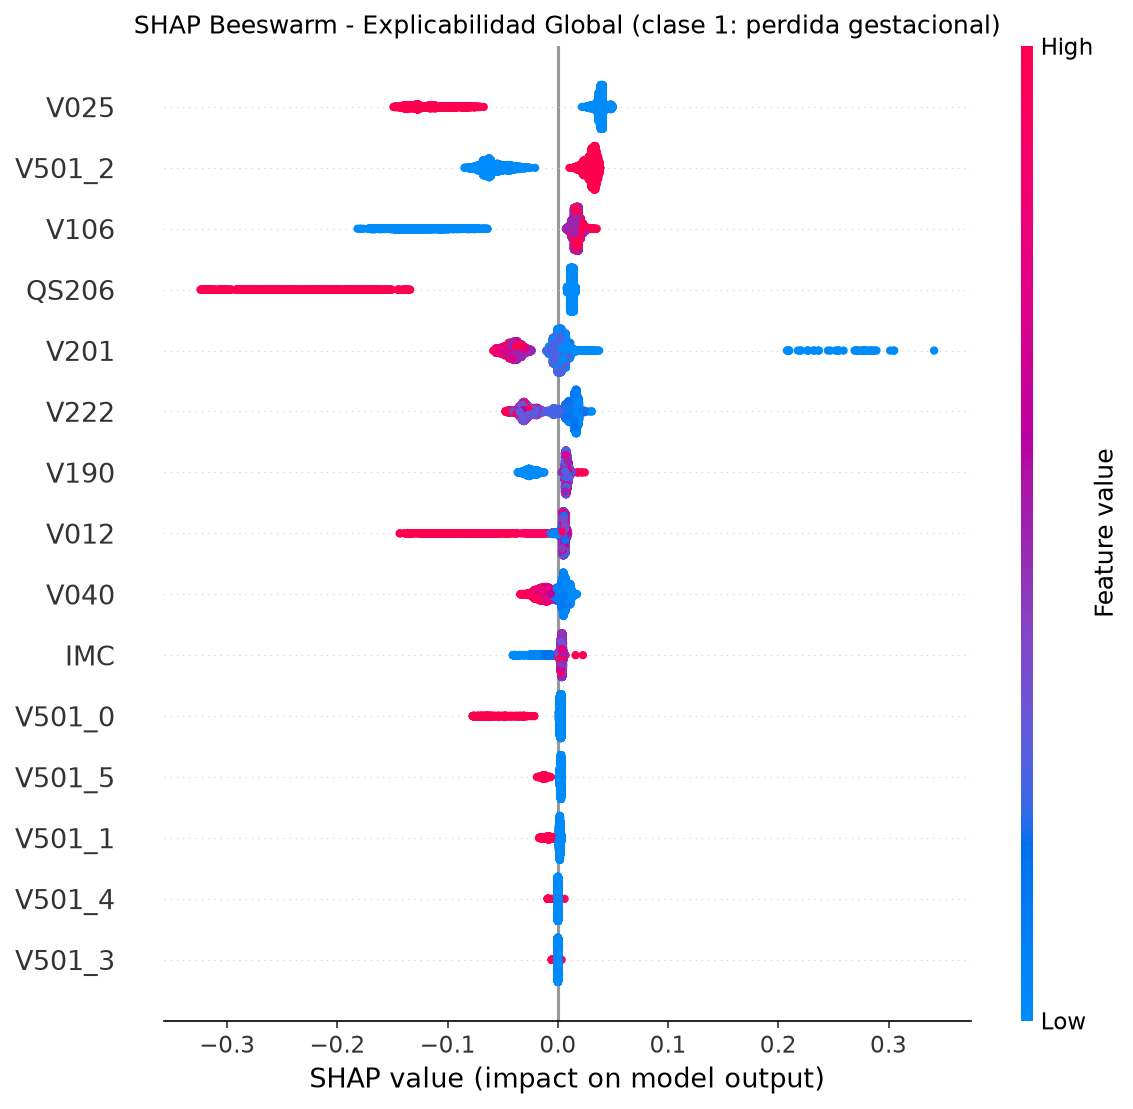 SHAP Beeswarm - Explicabilidad Global (clase 1: perdida gestacional)
High
V025
V501_2
V106
QS206
V201
V222
V190
V012
V040
IMC
V501_0
V501_5
V501_1
V501_4
V501_3
Feature value
Low
−0.3 −0.2 −0.1 0.0 0.1 0.2 0.3
SHAP value (impact on model output)